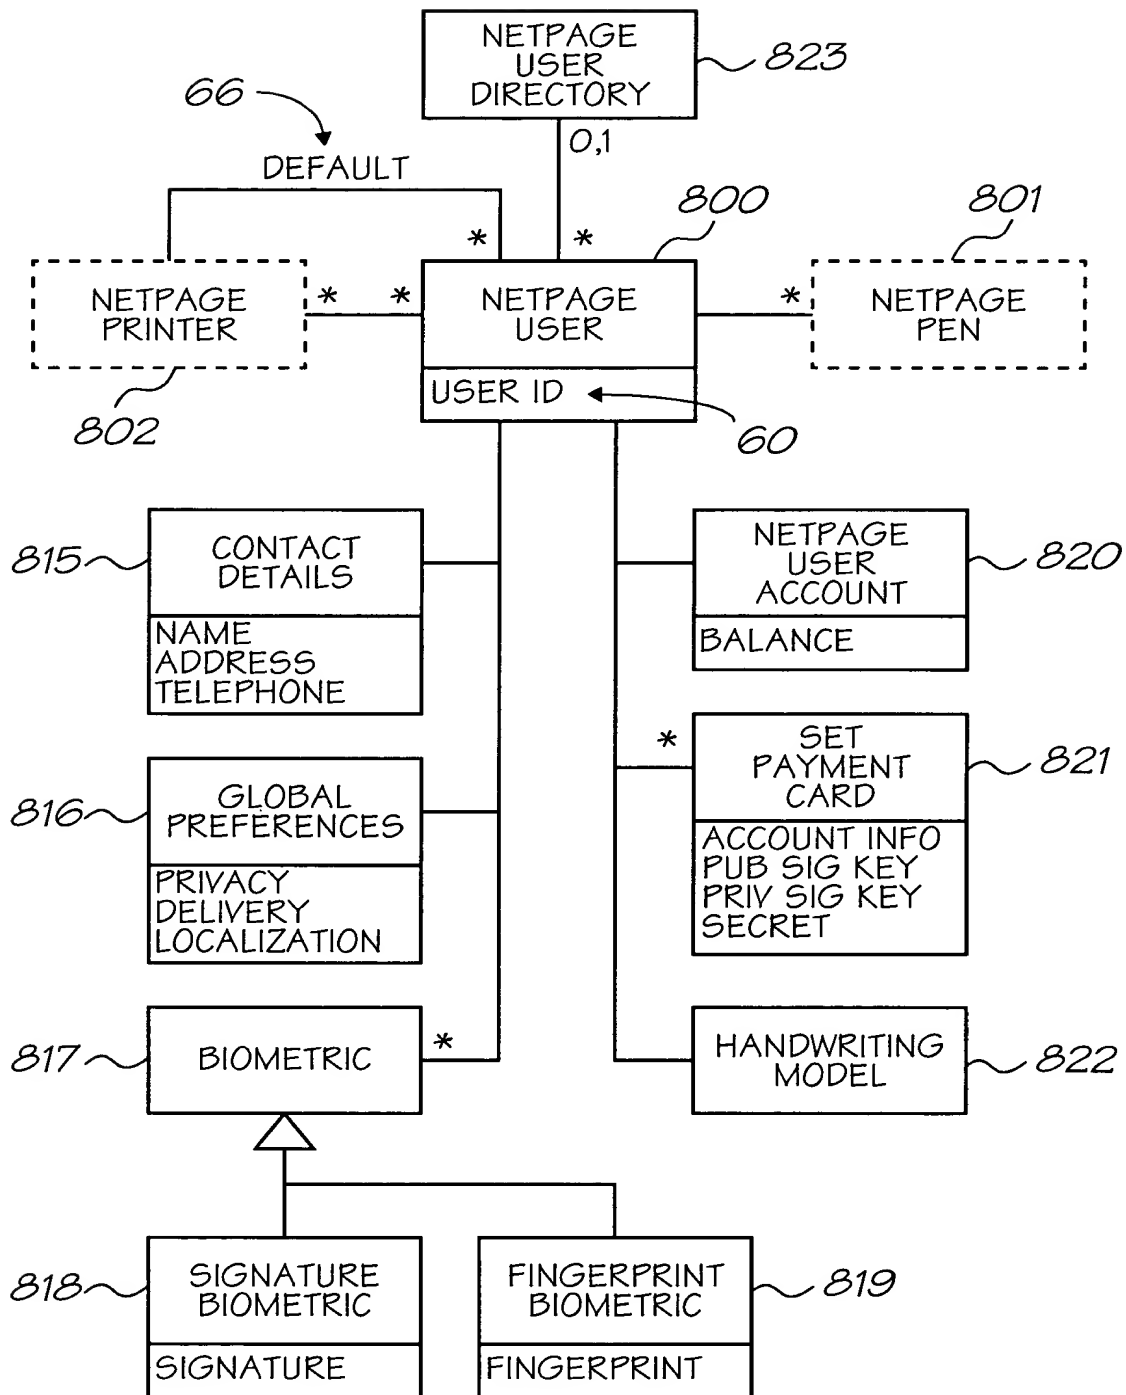 NETPAGE
USER
DIRECTORY
823
66
0,1
DEFAULT
800
801
*
*
NETPAGE
PRINTER
*
*
NETPAGE
USER
*
NETPAGE
PEN
USER ID
802
60
815
CONTACT
DETAILS
NAME
ADDRESS
TELEPHONE
NETPAGE
USER
ACCOUNT
820
BALANCE
816
GLOBAL
PREFERENCES
PRIVACY
DELIVERY
LOCALIZATION
*
SET
PAYMENT
CARD
821
ACCOUNT INFO
PUB SIG KEY
PRIV SIG KEY
SECRET
817
BIOMETRIC
*
HANDWRITING
MODEL
822
818
SIGNATURE
BIOMETRIC
SIGNATURE
FINGERPRINT
BIOMETRIC
819
FINGERPRINT